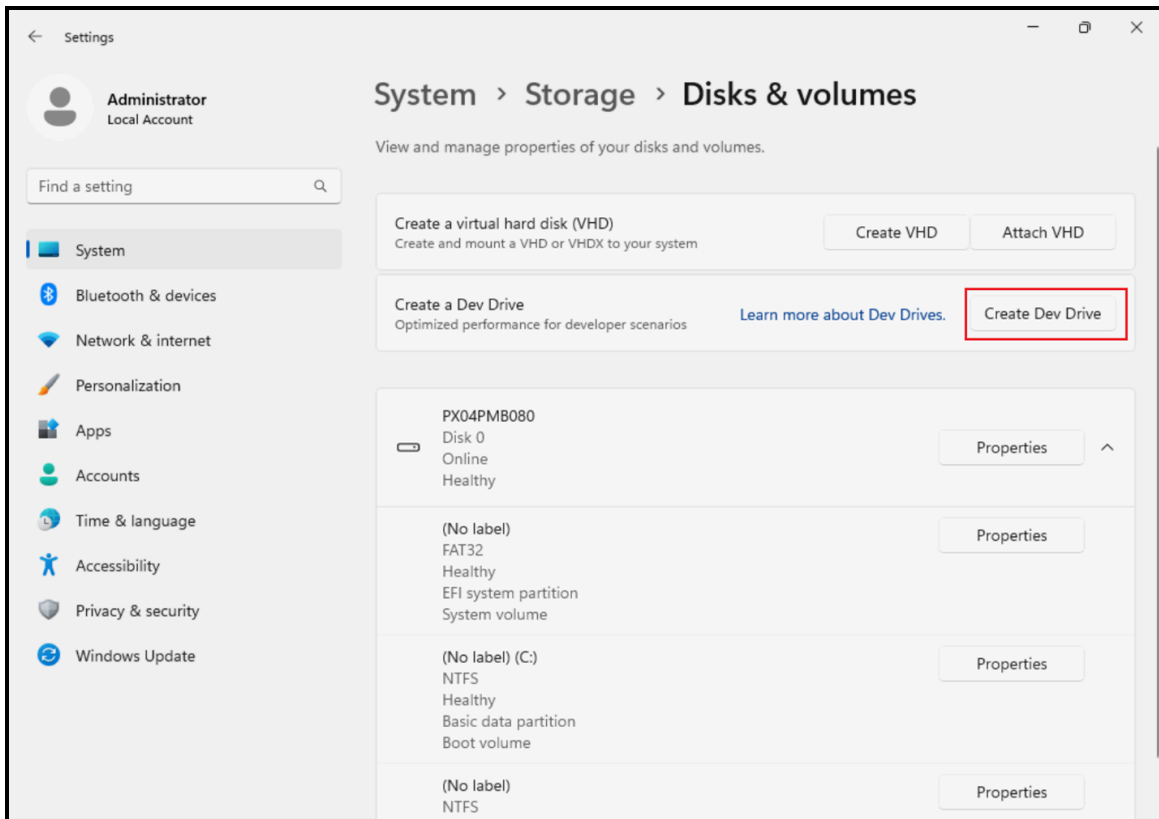 Settings
Administrator
Local Account
Find a setting
System
Bluetooth & devices
Network & internet
Personalization
Apps
Accounts
Time & language
Accessibility
Privacy & security
Windows Update
System > Storage > Disks & volumes
View and manage properties of your disks and volumes.
Create a virtual hard disk (VHD)
Create and mount a VHD or VHDX to your system
Create VHD
Attach VHD
Create a Dev Drive
Optimized performance for developer scenarios
Learn more about Dev Drives.
Create Dev Drive
PX04PMB080
Disk 0
Online
Healthy
Properties
(No label)
FAT32
Healthy
EFI system partition
System volume
Properties
(No label) (C:)
NTFS
Healthy
Basic data partition
Boot volume
Properties
(No label)
NTFS
Properties